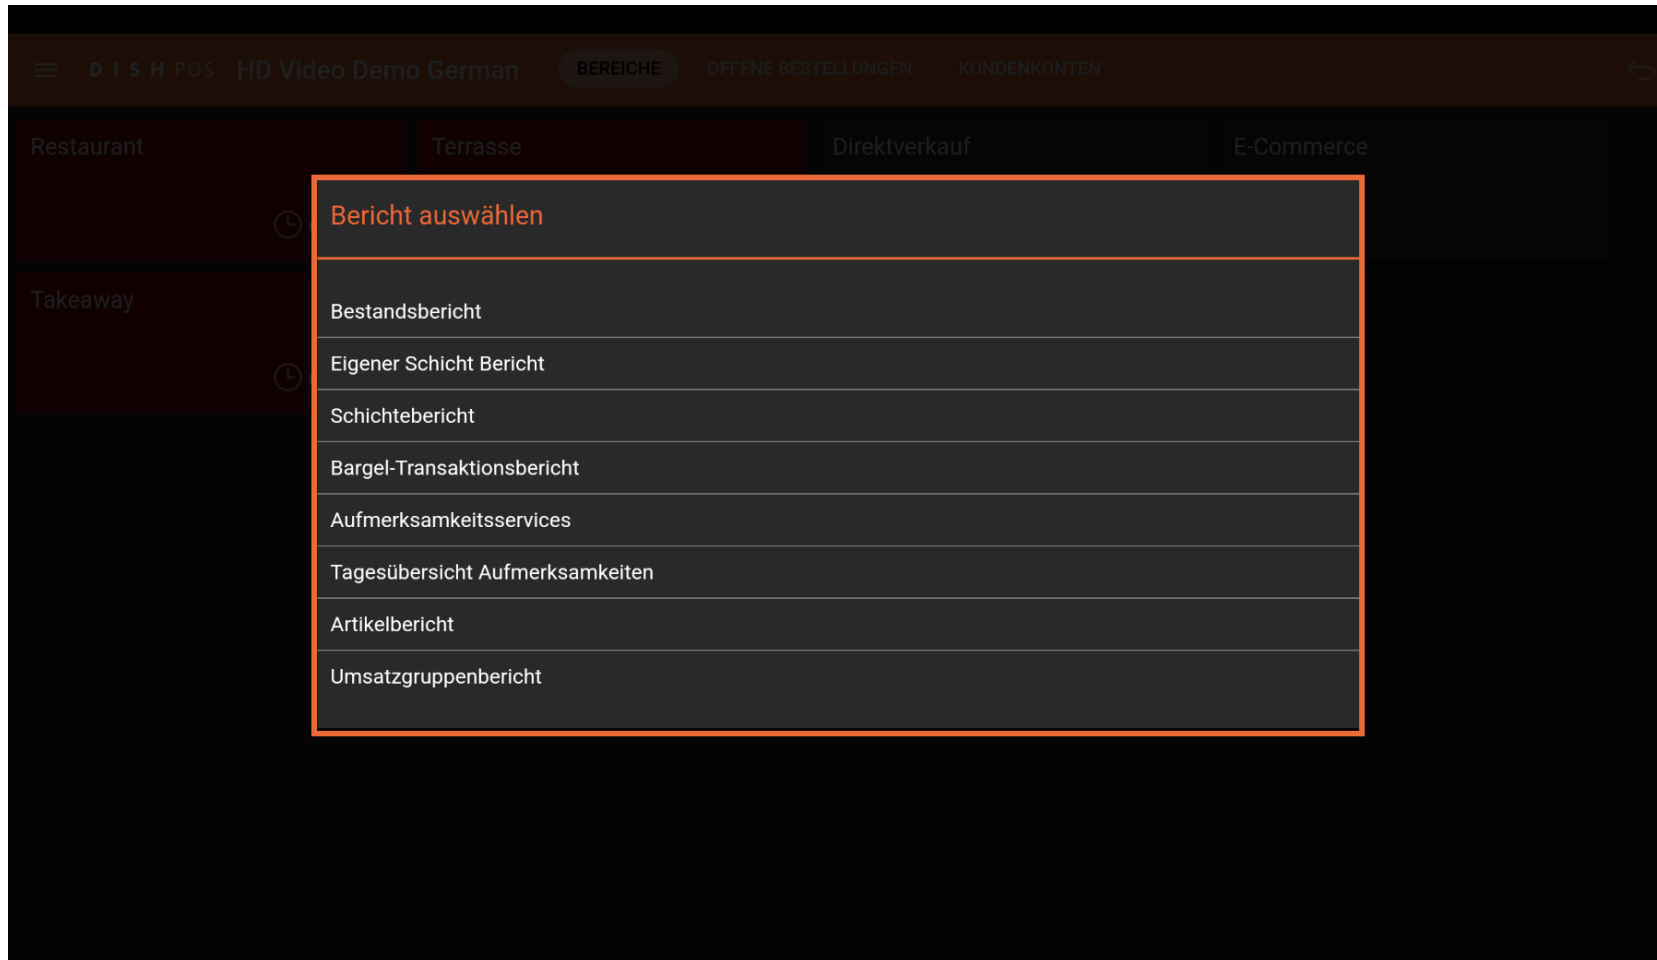 DISH POS HD Video Demo German BEREICHE OFFENE BESTELLUNGEN KUNDENKONTEN
Restaurant Terrasse Direktverkauf E-Commerce
Bericht auswählen
Takeaway
Bestandsbericht
Eigener Schicht Bericht
Schichtebericht
Bargel-Transaktionsbericht
Aufmerksamkeitsservices
Tagesübersicht Aufmerksamkeiten
Artikelbericht
Umsatzgruppenbericht